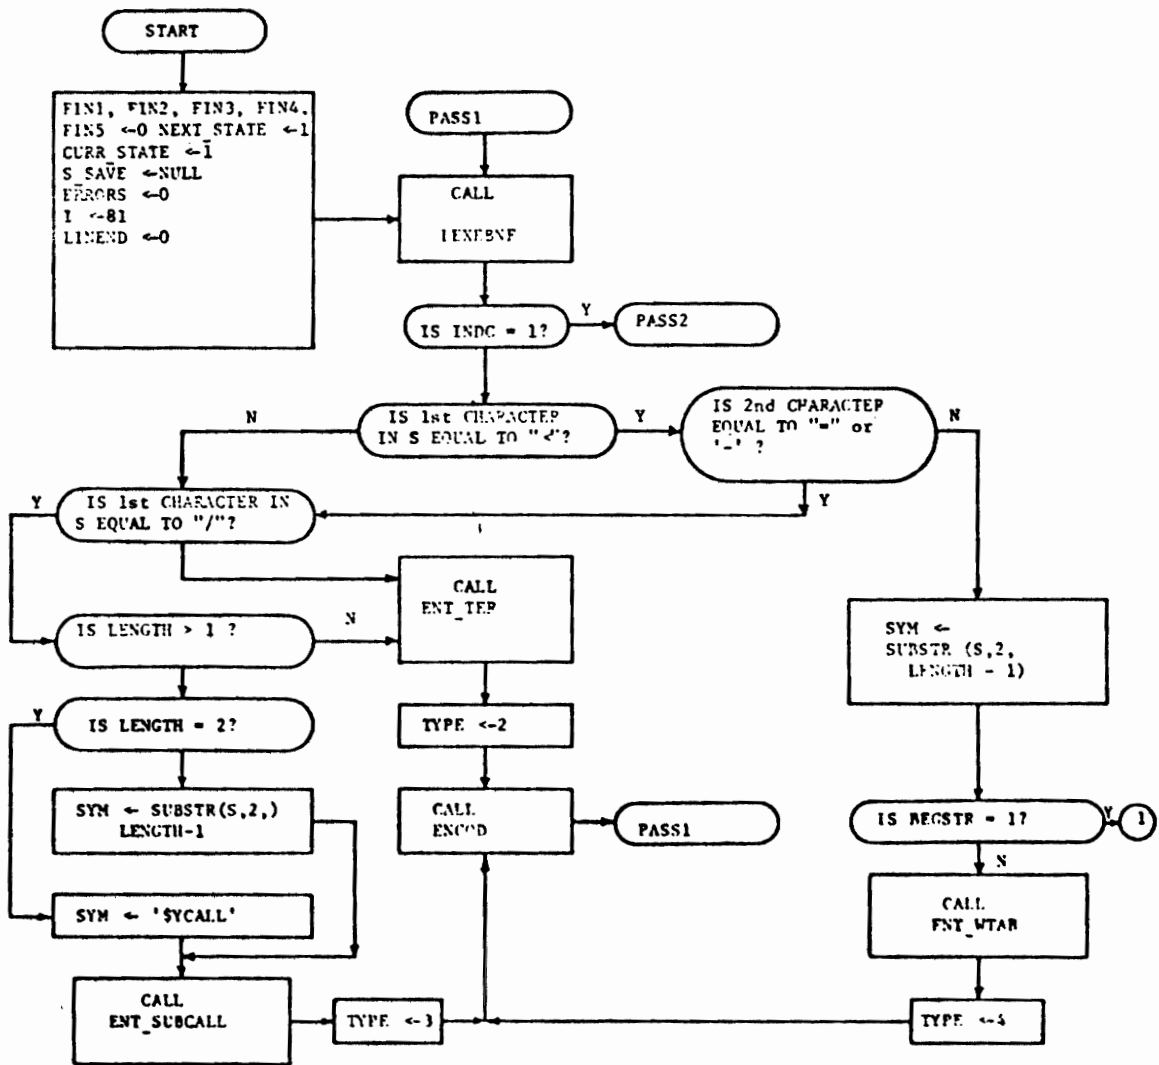 START
FIN1, FIN2, FIN3, FIN4,
FIN5 <-0 NEXT_STATE <-1
CURR_STATE <-1
S_SAVE <-NULL
ERRORS <-0
I <-81
LINEND <-0
PASS1
CALL
LEXEBNF
IS INDC = 1?
Y
PASS2
N
IS 1st CHARACTER
IN S EQUAL TO "<"?
Y
IS 2nd CHARACTER
EQUAL TO "=" or
'-' ?
N
Y
Y
IS 1st CHARACTER IN
S EQUAL TO "/"?
CALL
ENT_TER
IS LENGTH > 1 ?
N
SYM <-
SUBSTR (S,2,
LENGTH - 1)
Y
IS LENGTH = 2?
TYPE <-2
SYM <- SUBSTR(S,2,)
LENGTH-1
CALL
ENCOD
PASS1
IS BEGSTR = 1?
Y
1
N
SYM <- '$YCALL'
CALL
ENT_WTAB
CALL
ENT_SUBCALL
TYPE <-3
TYPE <-4